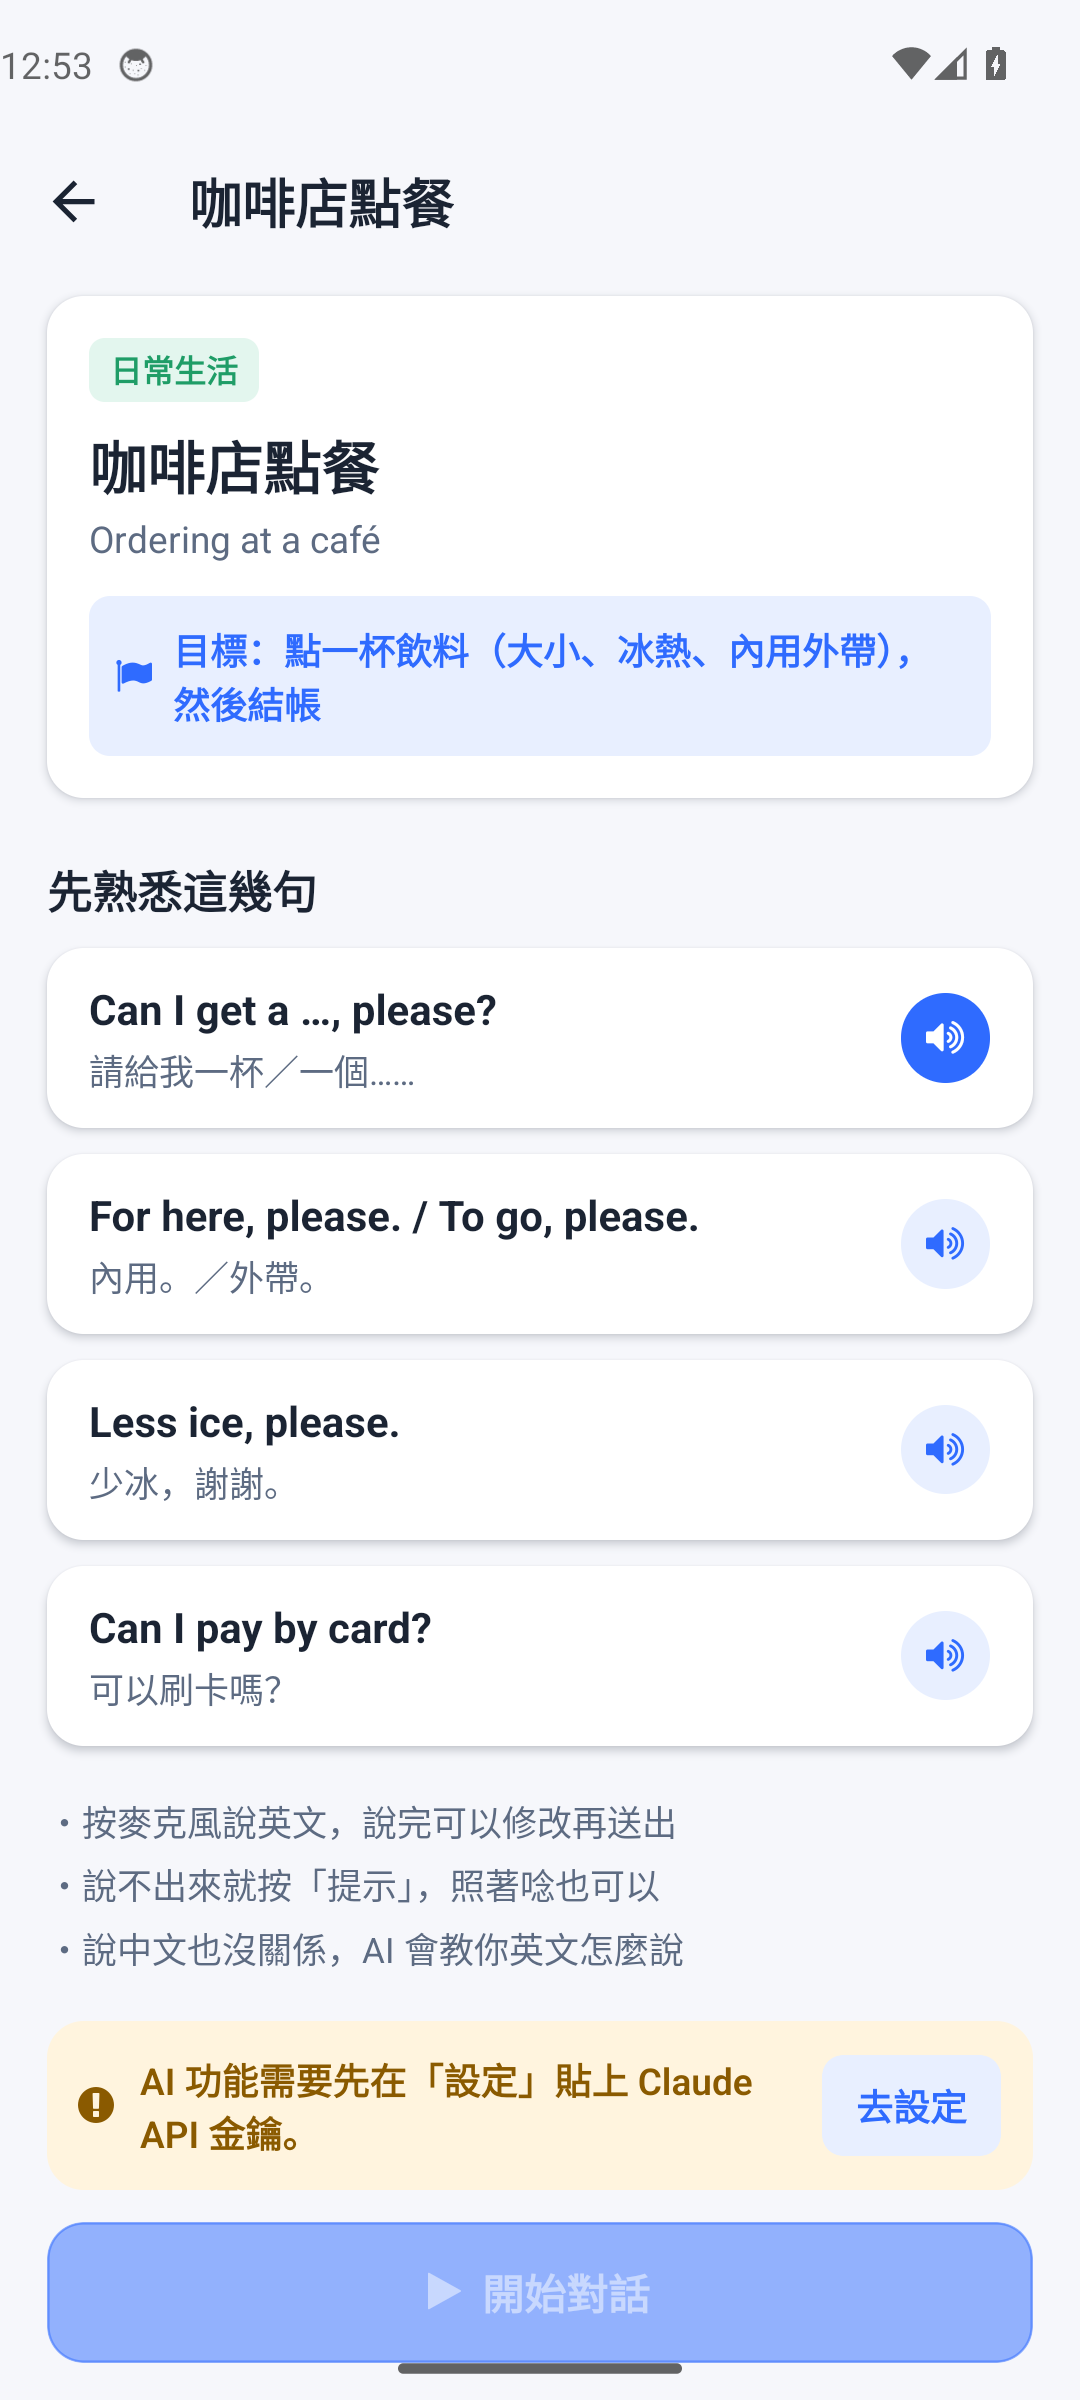 12:53
咖啡店點餐
日常生活
咖啡店點餐
Ordering at a café
目標：點一杯飲料（大小、冰熱、內用外帶），
然後結帳
先熟悉這幾句
Can I get a …, please?
請給我一杯／一個……
For here, please. / To go, please.
內用。／外帶。
Less ice, please.
少冰，謝謝。
Can I pay by card?
可以刷卡嗎？
・按麥克風說英文，說完可以修改再送出
・說不出來就按「提示」，照著唸也可以
・說中文也沒關係，AI 會教你英文怎麼說
AI 功能需要先在「設定」貼上 Claude
API 金鑰。
去設定
開始對話